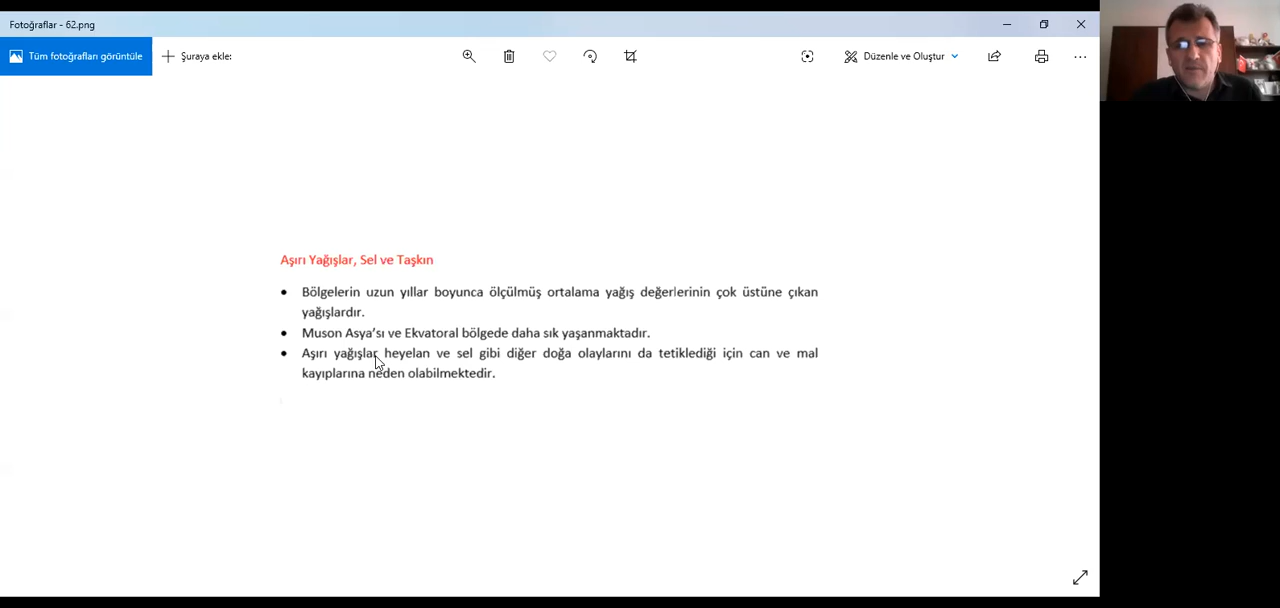 Fotoğraflar - 62.png
Tüm fotoğrafları görüntüle
Şuraya ekle:
Düzenle ve Oluştur
Aşırı Yağışlar, Sel ve Taşkın
• Bölgelerin uzun yıllar boyunca ölçülmüş ortalama yağış değerlerinin çok üstüne çıkan
yağışlardır.
• Muson Asya'sı ve Ekvatoral bölgede daha sık yaşanmaktadır.
• Aşırı yağışlar heyelan ve sel gibi diğer doğa olaylarını da tetiklediği için can ve mal
kayıplarına neden olabilmektedir.